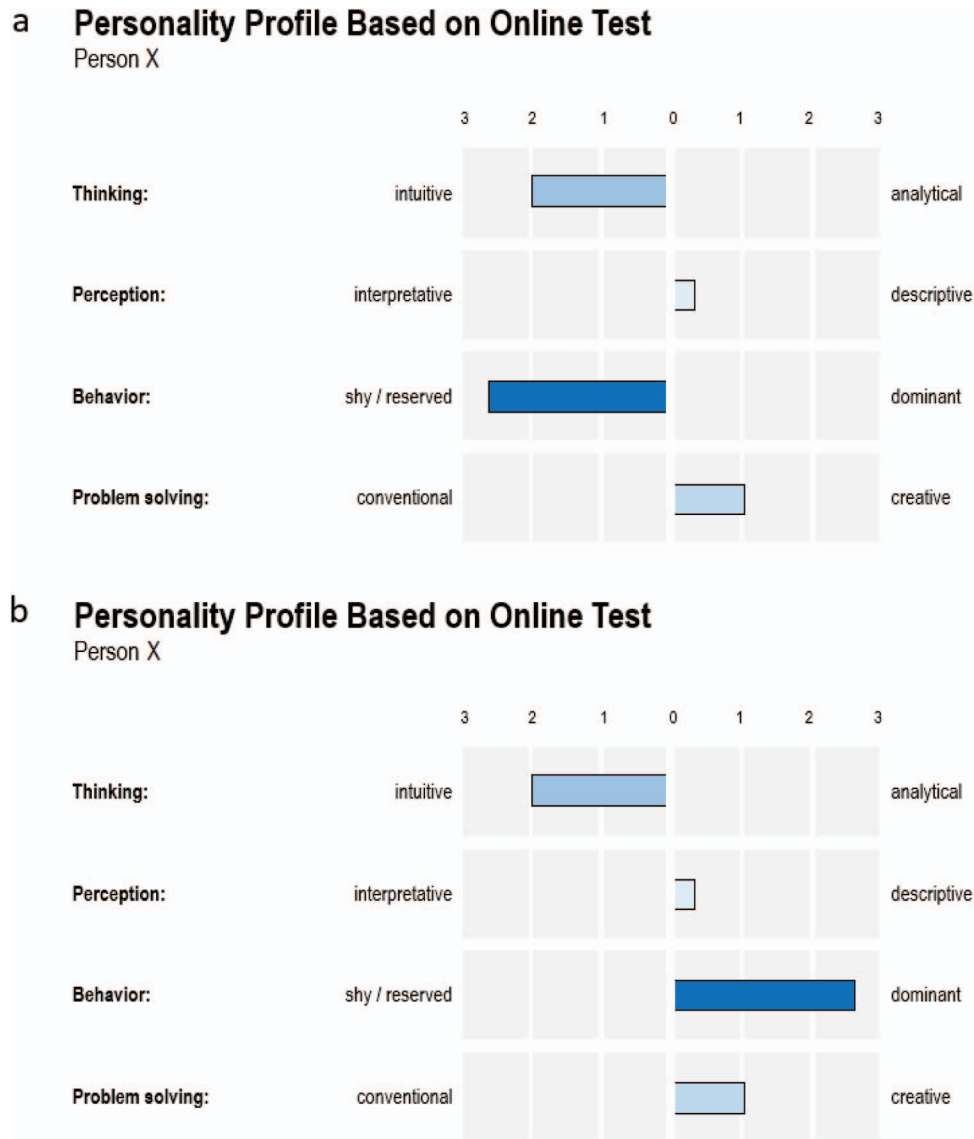 a Personality Profile Based on Online Test
Person X
3 2 1 0 1 2 3
Thinking: intuitive analytical
Perception: interpretative descriptive
Behavior: shy / reserved dominant
Problem solving: conventional creative
b Personality Profile Based on Online Test
Person X
3 2 1 0 1 2 3
Thinking: intuitive analytical
Perception: interpretative descriptive
Behavior: shy / reserved dominant
Problem solving: conventional creative